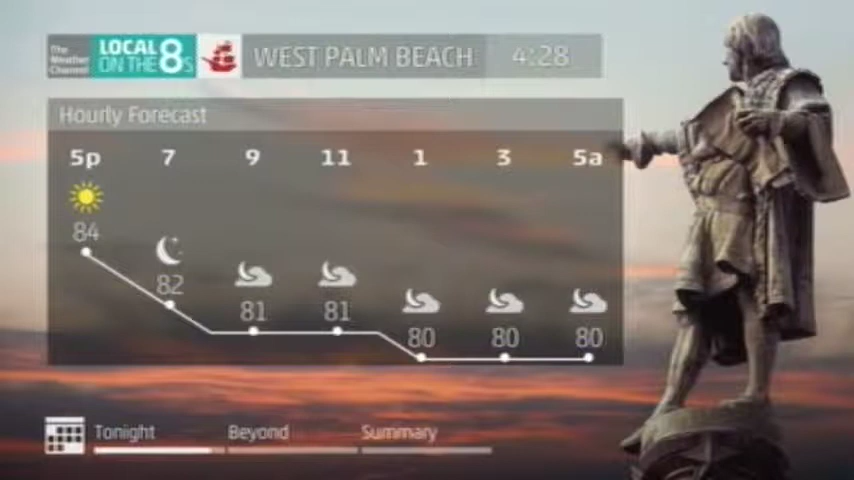 The Weather Channel
LOCAL ON THE 8s
WEST PALM BEACH
4:28
Hourly Forecast
5p 7 9 11 1 3 5a
84 82 81 81 80 80 80
Tonight Beyond Summary